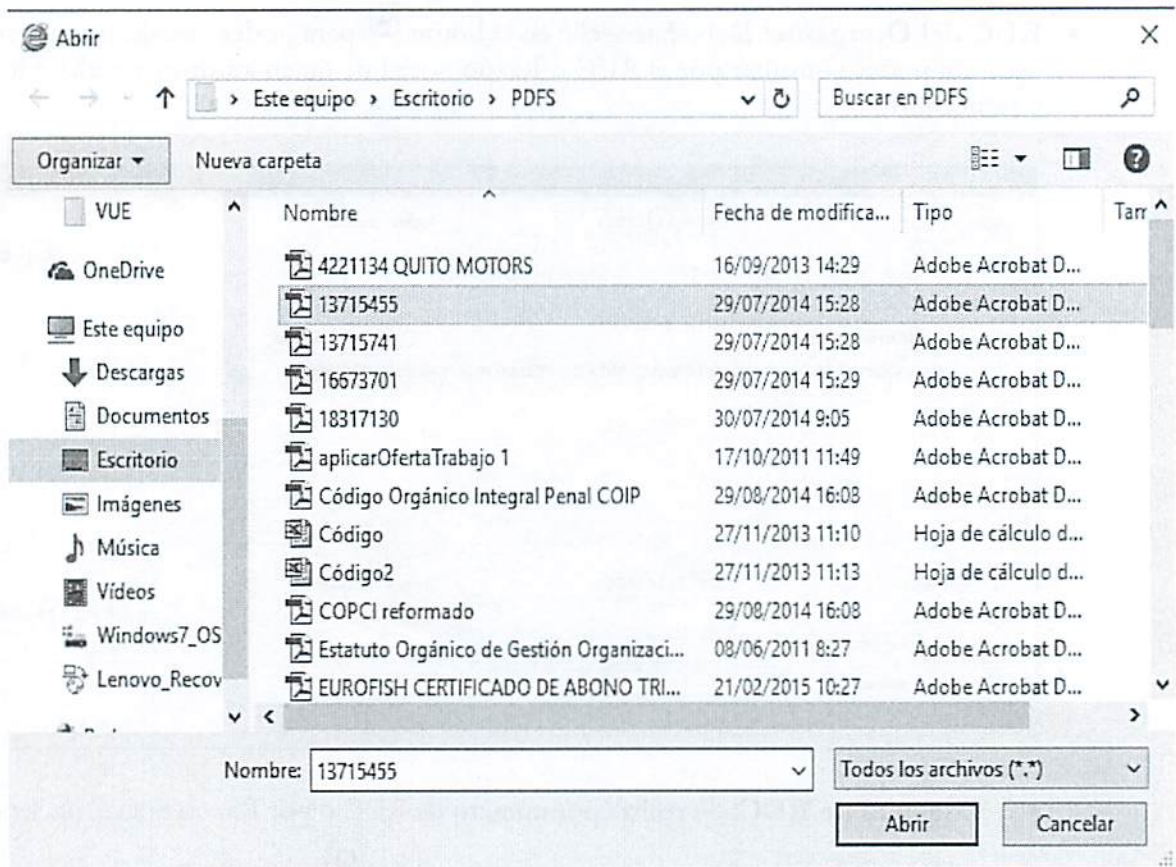 Abrir
Este equipo > Escritorio > PDFS
Buscar en PDFS
Organizar
Nueva carpeta
VUE
OneDrive
Este equipo
Descargas
Documentos
Escritorio
Imágenes
Música
Vídeos
Windows7_OS
Lenovo_Recov
Nombre Fecha de modifica... Tipo Tam
4221134 QUITO MOTORS 16/09/2013 14:29 Adobe Acrobat D...
13715455 29/07/2014 15:28 Adobe Acrobat D...
13715741 29/07/2014 15:28 Adobe Acrobat D...
16673701 29/07/2014 15:29 Adobe Acrobat D...
18317130 30/07/2014 9:05 Adobe Acrobat D...
aplicarOfertaTrabajo 1 17/10/2011 11:49 Adobe Acrobat D...
Código Orgánico Integral Penal COIP 29/08/2014 16:08 Adobe Acrobat D...
Código 27/11/2013 11:10 Hoja de cálculo d...
Código2 27/11/2013 11:13 Hoja de cálculo d...
COPCI reformado 29/08/2014 16:08 Adobe Acrobat D...
Estatuto Orgánico de Gestión Organizaci... 08/06/2011 8:27 Adobe Acrobat D...
EUROFISH CERTIFICADO DE ABONO TRI... 21/02/2015 10:27 Adobe Acrobat D...
Nombre: 13715455
Todos los archivos (*.*)
Abrir
Cancelar